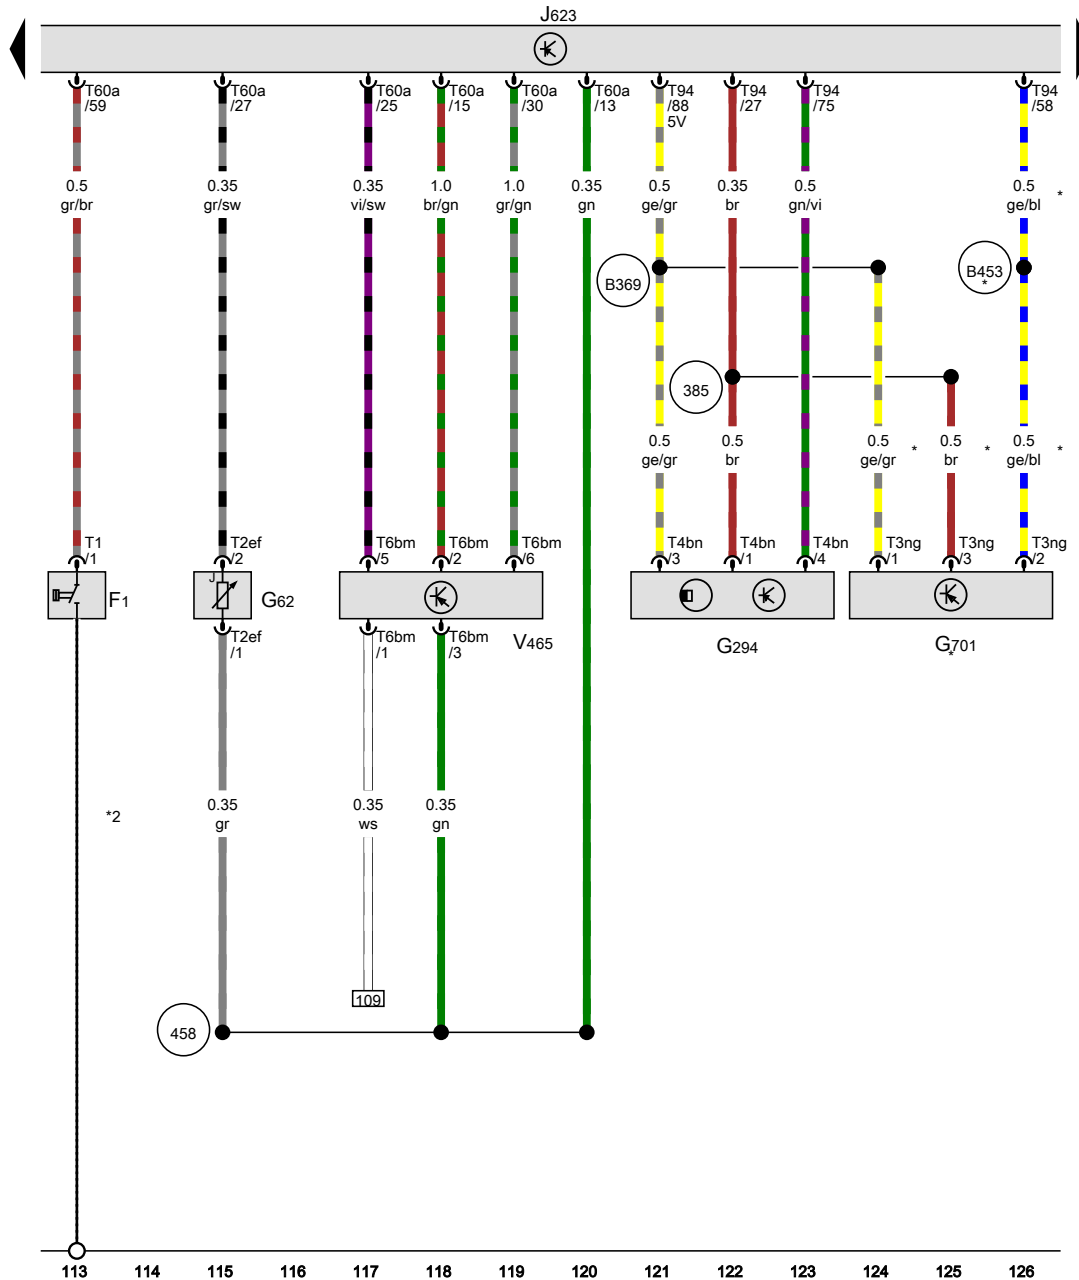 J623
T60a T60a T60a T60a T60a T60a T94 T94 T94 T94
/59 /27 /25 /15 /30 /13 /88 /27 /75 /58
5V
0.5 0.35 0.35 1.0 1.0 0.35 0.5 0.35 0.5 0.5
gr/br gr/sw vi/sw br/gn gr/gn gn ge/gr br gn/vi ge/bl *
B369 B453
*
385
0.5 0.5 0.5 0.5 0.5
ge/gr br ge/gr * br * ge/bl *
T1 T2ef T6bm T6bm T6bm T4bn T4bn T4bn T3ng T3ng T3ng
/1 /2 /5 /2 /6 /3 /1 /4 /1 /3 /2
J
F1 G62
T2ef T6bm T6bm V465 G294 G701
/1 /1 /3 *
0.35 0.35 0.35
*2 gr ws gn
109
458
113 114 115 116 117 118 119 120 121 122 123 124 125 126